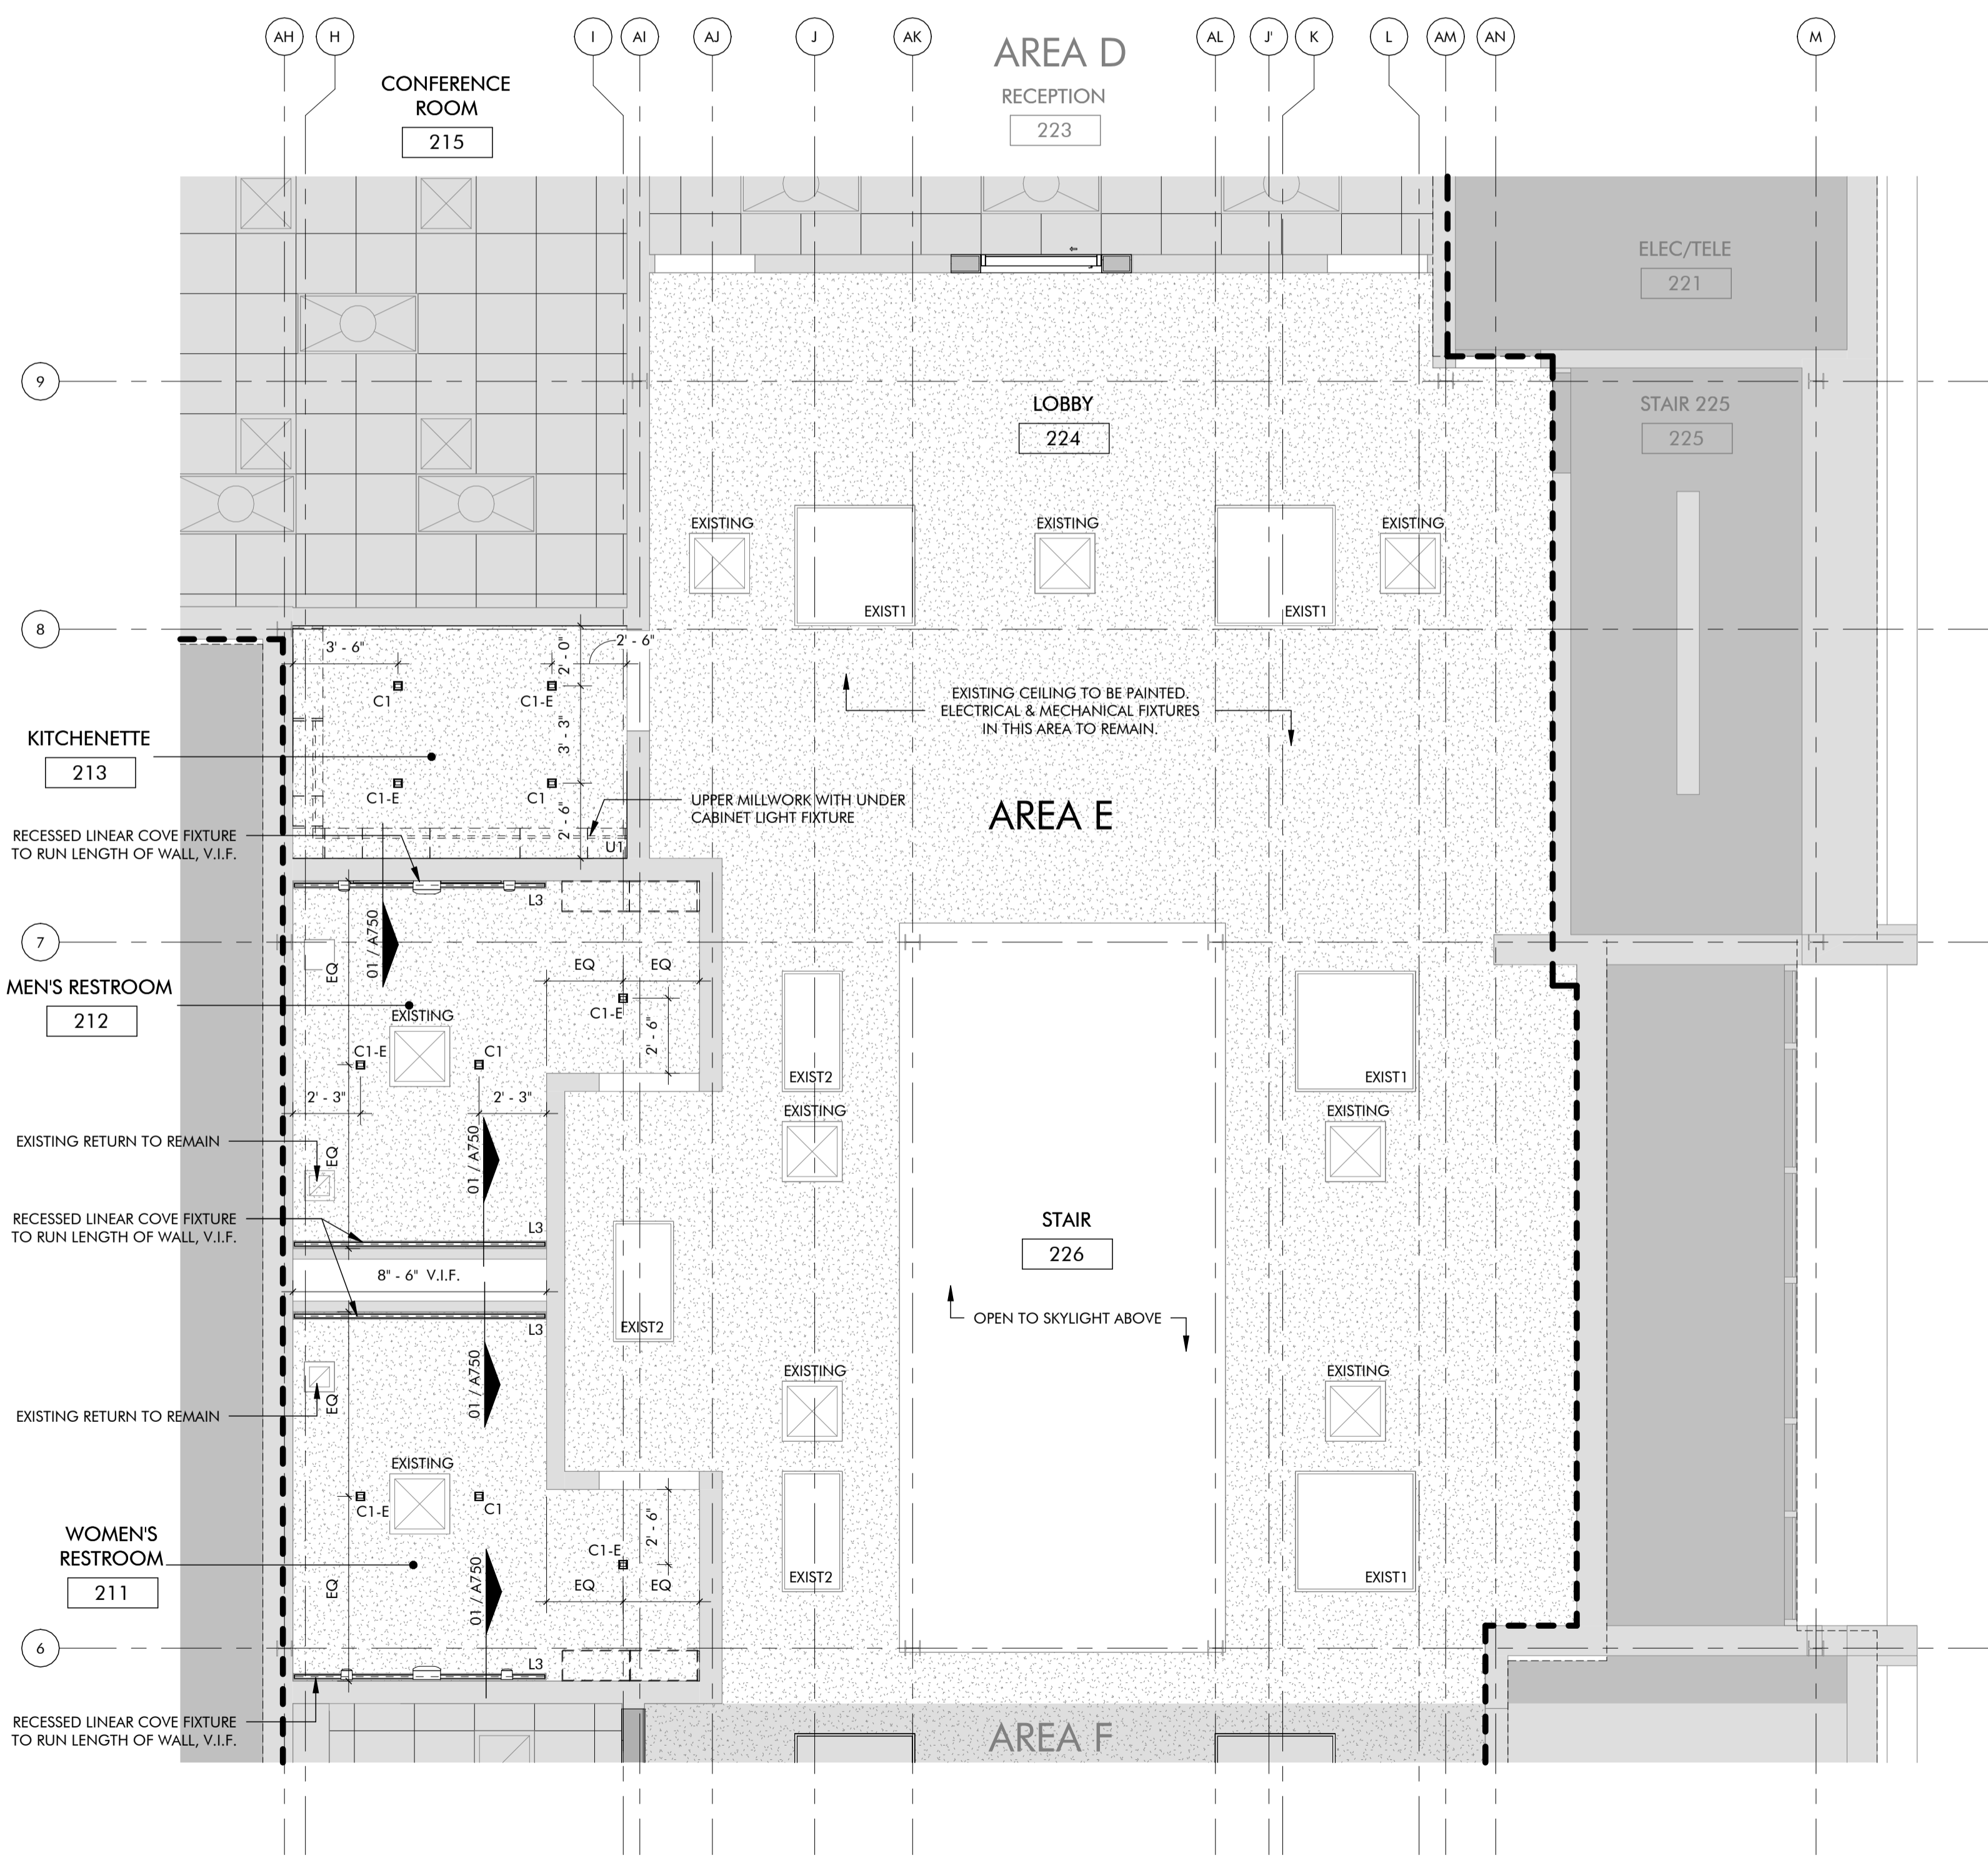 AH H I AI AJ J AK AL J' K L AM AN M
AREA D
RECEPTION
223
CONFERENCE
ROOM
215
ELEC/TELE
221
9
LOBBY
224
STAIR 225
225
EXISTING
EXISTING
EXISTING
EXIST1
EXIST1
8
3' - 6"
2' - 6"
2' - 0"
C1
C1-E
3' - 3"
EXISTING CEILING TO BE PAINTED.
ELECTRICAL & MECHANICAL FIXTURES
IN THIS AREA TO REMAIN.
KITCHENETTE
213
C1-E
C1
2' - 6"
UPPER MILLWORK WITH UNDER
CABINET LIGHT FIXTURE
U1
AREA E
RECESSED LINEAR COVE FIXTURE
TO RUN LENGTH OF WALL, V.I.F.
L3
7
01 / A750
EQ
EQ
EQ
MEN'S RESTROOM
212
C1-E
2' - 6"
EXISTING
C1-E
C1
2' - 3"
2' - 3"
EXIST2
EXIST1
EXISTING
EXISTING
EXISTING RETURN TO REMAIN
EQ
01 / A750
RECESSED LINEAR COVE FIXTURE
TO RUN LENGTH OF WALL, V.I.F.
L3
STAIR
226
8" - 6" V.I.F.
OPEN TO SKYLIGHT ABOVE
L3
EXIST2
01 / A750
EXISTING
EXISTING
EQ
EXISTING RETURN TO REMAIN
EXISTING
C1-E
C1
2' - 6"
WOMEN'S
RESTROOM
211
C1-E
EQ
EQ
EQ
01 / A750
EXIST2
EXIST1
6
L3
RECESSED LINEAR COVE FIXTURE
TO RUN LENGTH OF WALL, V.I.F.
AREA F